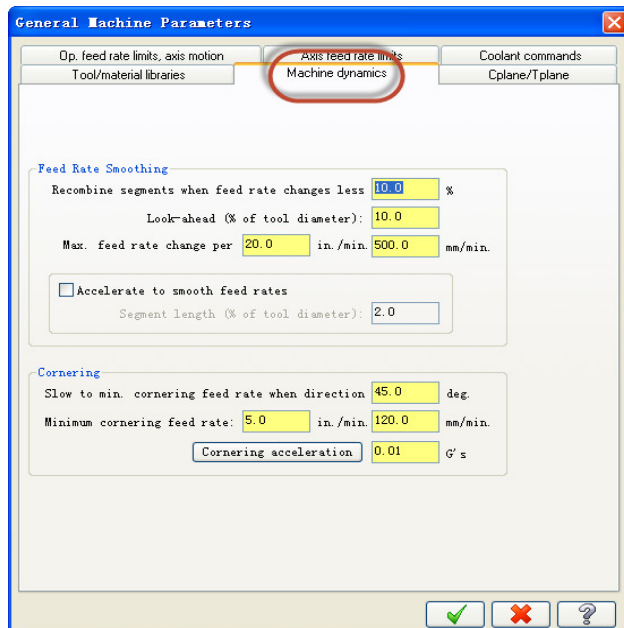 General Machine Parameters
Op. feed rate limits, axis motion
Axis feed rate limits
Coolant commands
Tool/material libraries
Machine dynamics
Cplane/Tplane
Feed Rate Smoothing
Recombine segments when feed rate changes less 10.0 %
Look-ahead (% of tool diameter): 10.0
Max. feed rate change per 20.0 in./min. 500.0 mm/min.
Accelerate to smooth feed rates
Segment length (% of tool diameter): 2.0
Cornering
Slow to min. cornering feed rate when direction 45.0 deg.
Minimum cornering feed rate: 5.0 in./min. 120.0 mm/min.
Cornering acceleration 0.01 G's